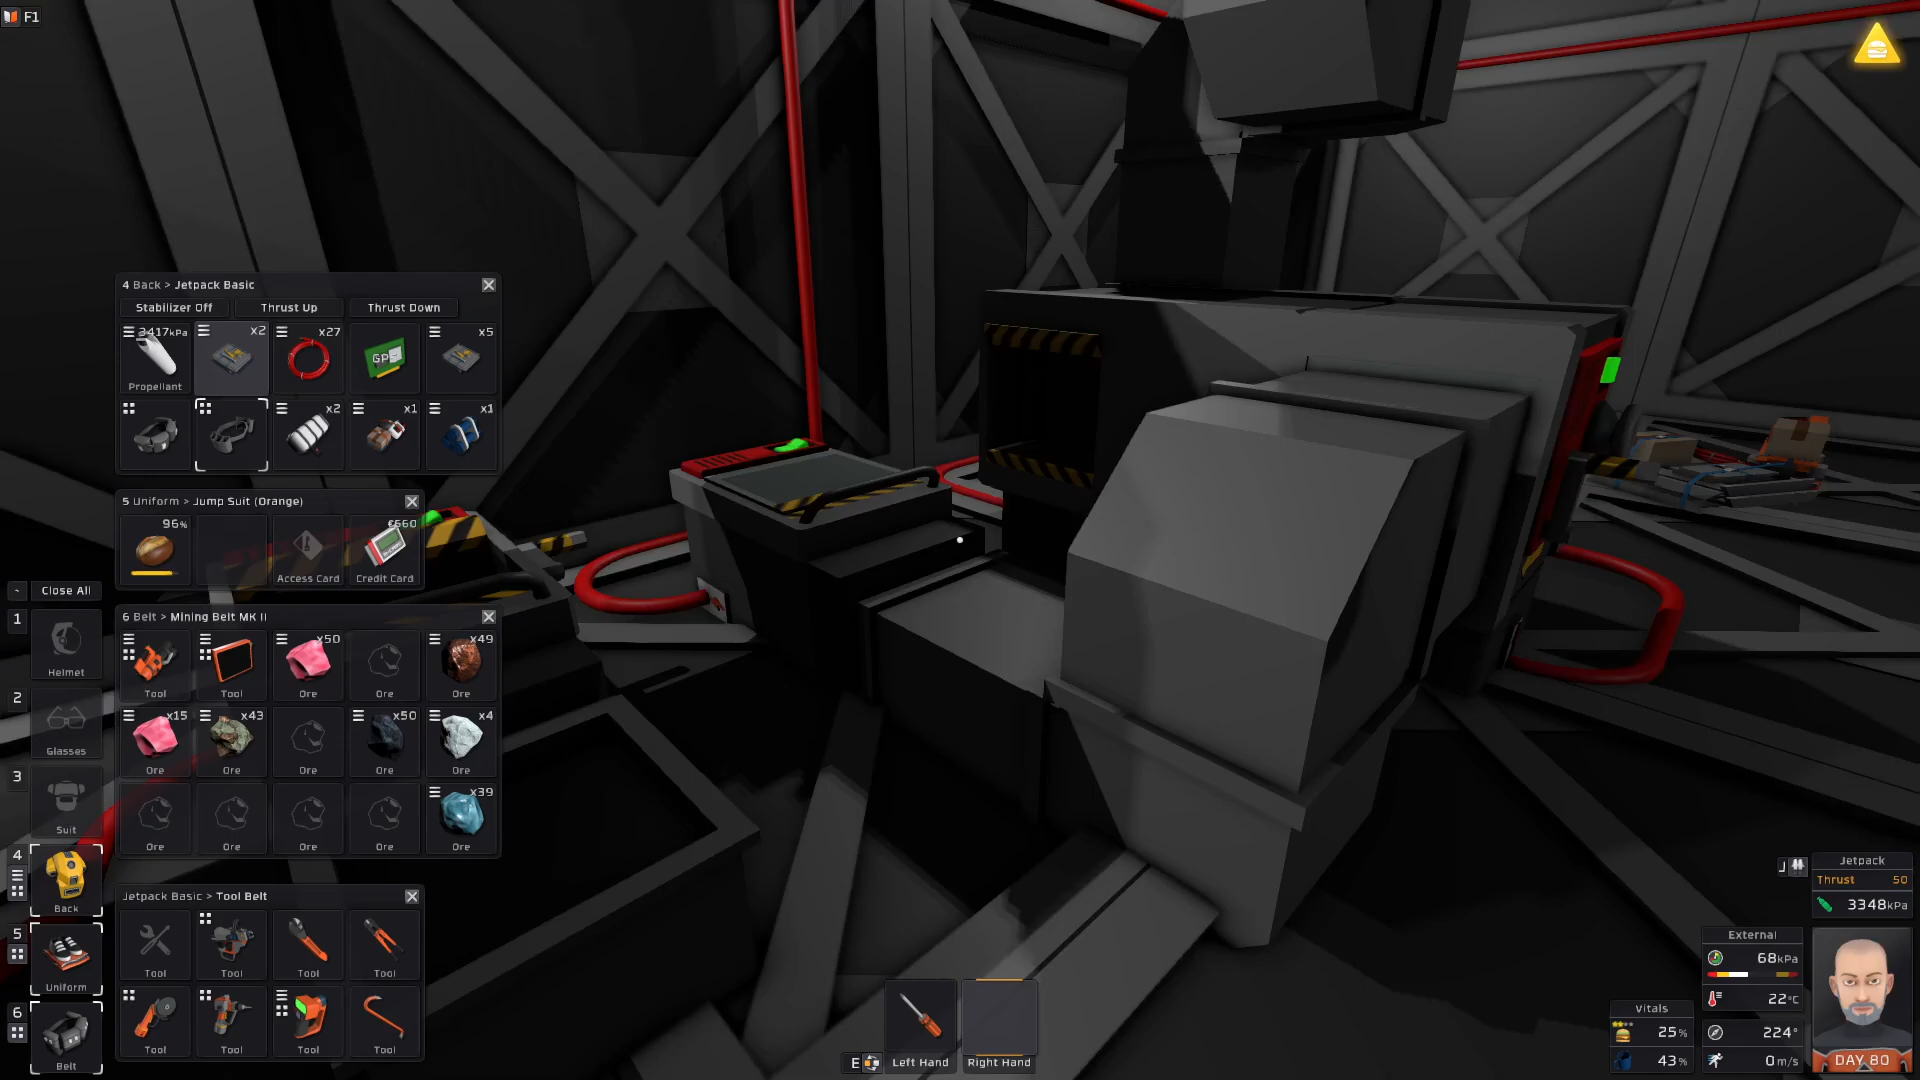 F1
4 Back > Jetpack Basic
Stabilizer Off
Thrust Up
Thrust Down
3417kPa
x2
x27
GPS
x5
Propellant
x2
x1
x1
5 Uniform > Jump Suit (Orange)
96%
€660
Access Card
Credit Card
~
Close All
6 Belt > Mining Belt MK II
x50
x49
Tool
Tool
Ore
Ore
Ore
x15
x43
x50
x4
Ore
Ore
Ore
Ore
Ore
x39
Ore
Ore
Ore
Ore
Ore
1
Helmet
2
Glasses
3
Suit
4
Back
5
Uniform
6
Belt
Jetpack Basic > Tool Belt
Tool
Tool
Tool
Tool
Tool
Tool
Tool
Tool
E
Left Hand
Right Hand
J
Jetpack
Thrust 50
3348kPa
External
68kPa
22°C
Vitals
25%
43%
224°
0m/s
DAY 80